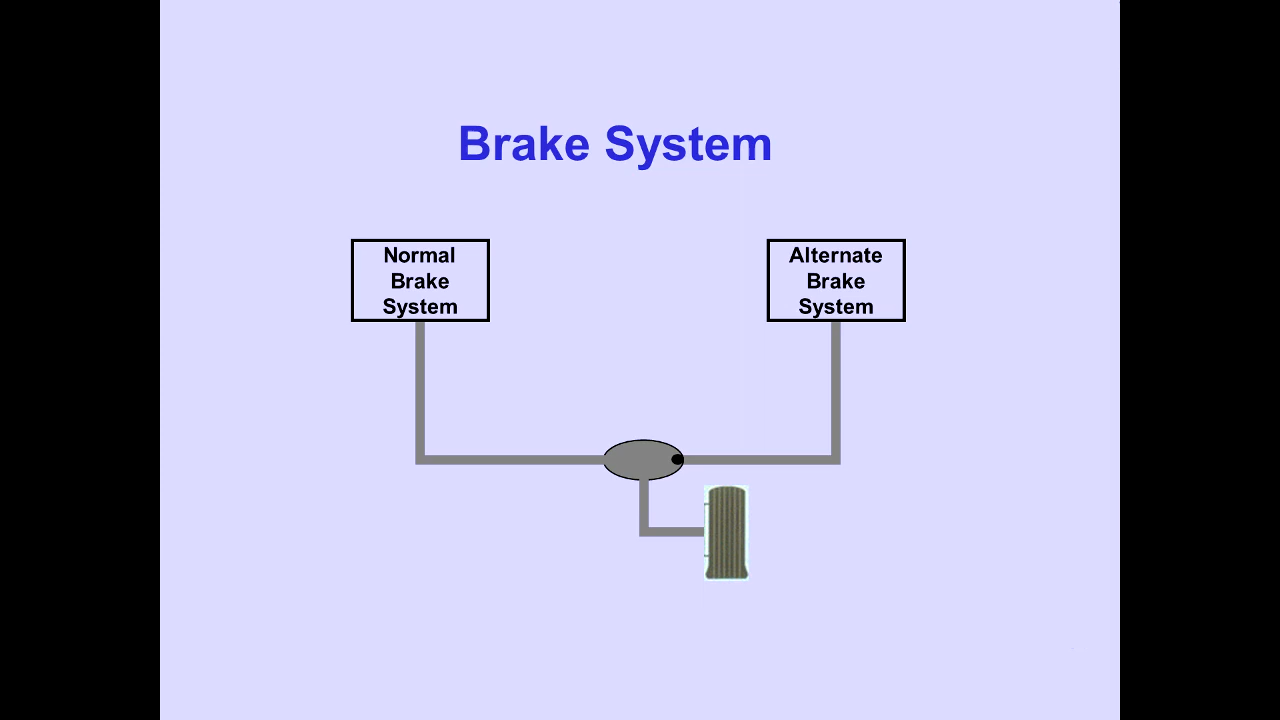 Brake System
Normal
Brake
System
Alternate
Brake
System